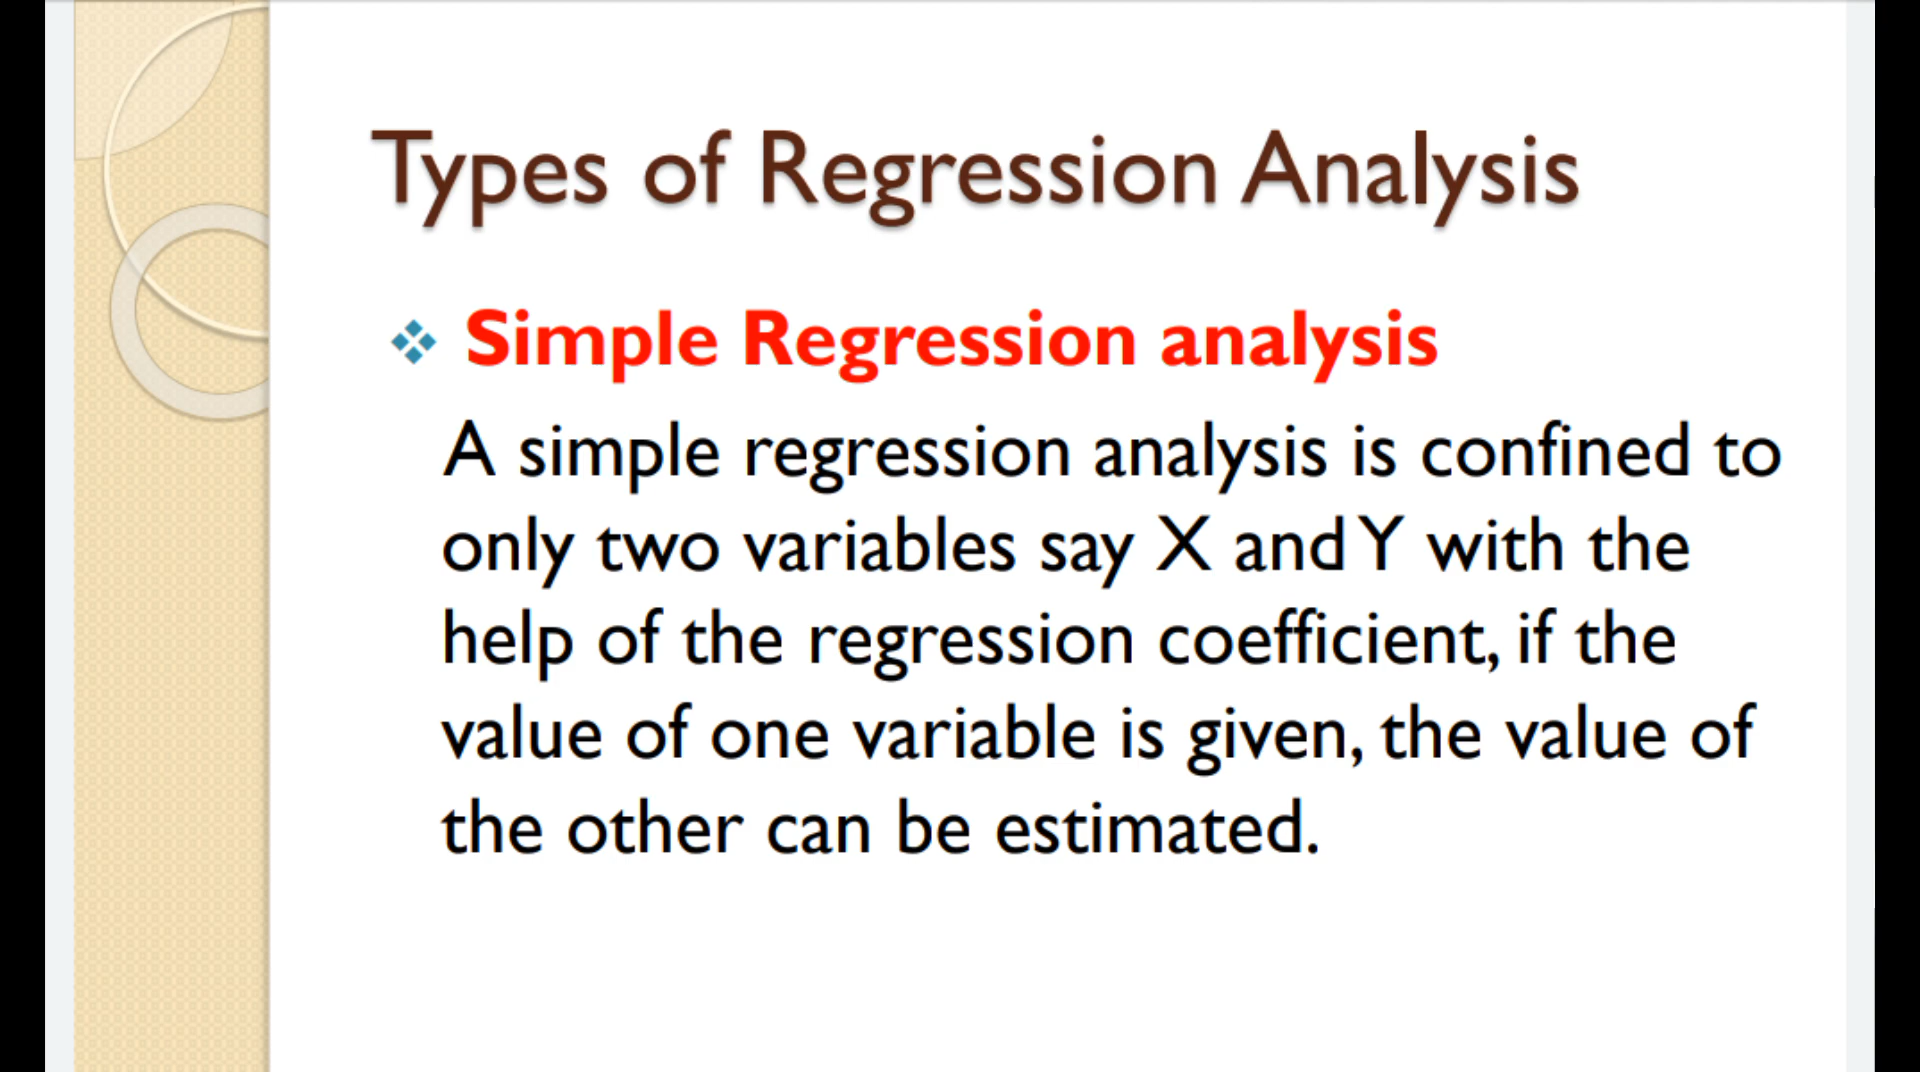 Types of Regression Analysis
Simple Regression analysis
A simple regression analysis is confined to
only two variables say X and Y with the
help of the regression coefficient, if the
value of one variable is given, the value of
the other can be estimated.